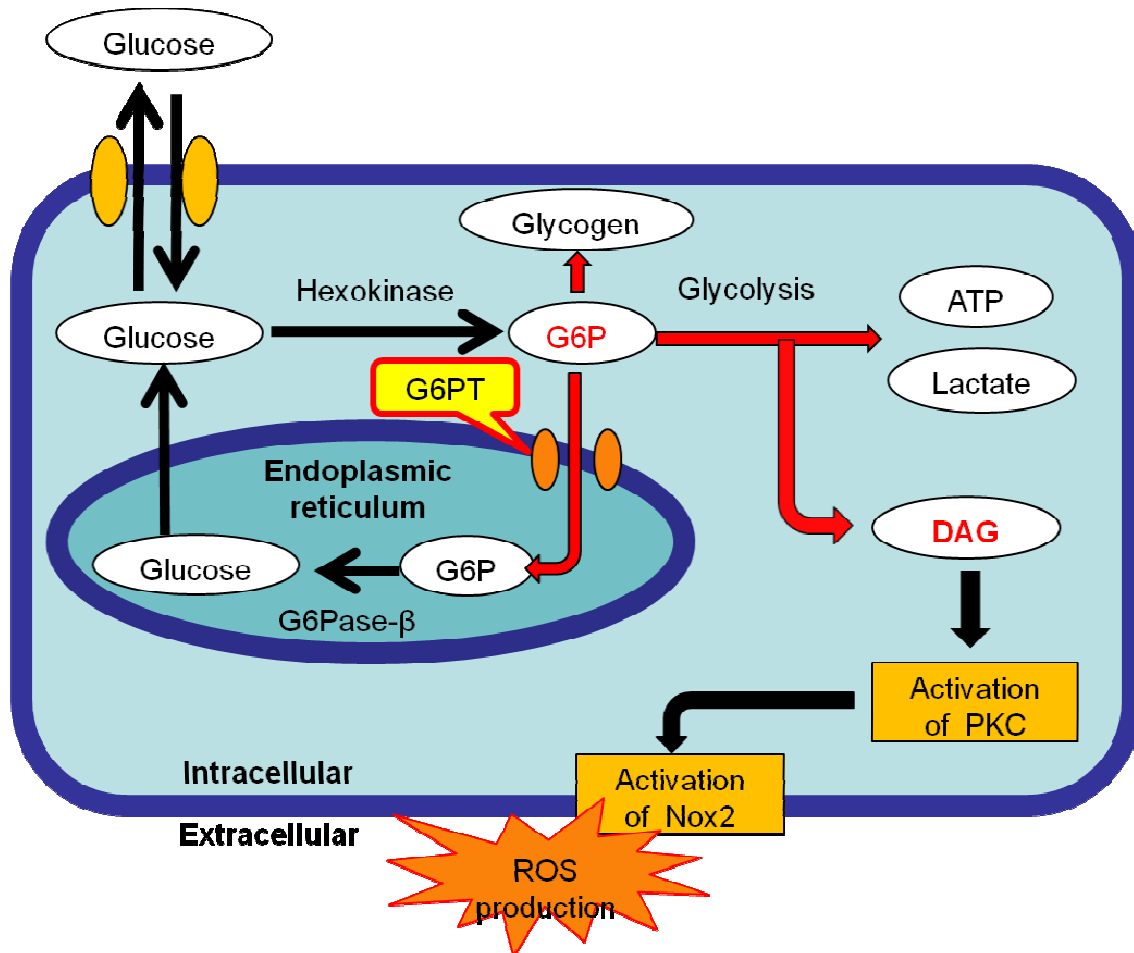 Glucose
Glycogen
Hexokinase
Glycolysis
ATP
Glucose
G6P
Lactate
G6PT
Endoplasmic
reticulum
DAG
Glucose
G6P
G6Pase-β
Activation
of PKC
Intracellular
Activation
of Nox2
Extracellular
ROS
production